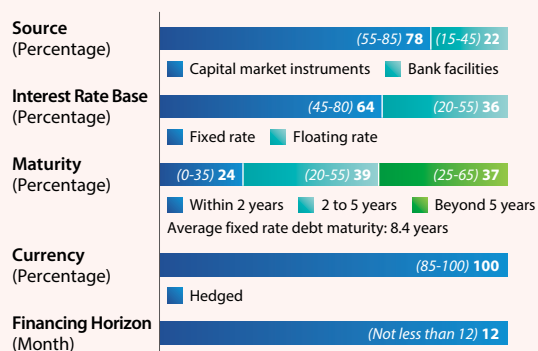 Source
(Percentage)
(55-85) 78
(15-45) 22
Capital market instruments
Bank facilities
Interest Rate Base
(Percentage)
(45-80) 64
(20-55) 36
Fixed rate
Floating rate
Maturity
(Percentage)
(0-35) 24
(20-55) 39
(25-65) 37
Within 2 years
2 to 5 years
Beyond 5 years
Average fixed rate debt maturity: 8.4 years
Currency
(Percentage)
(85-100) 100
Hedged
Financing Horizon
(Month)
(Not less than 12) 12